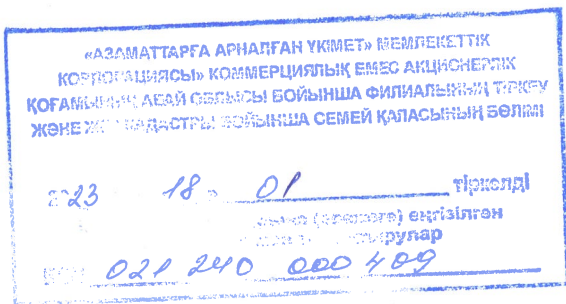 «АЗАМАТТАРҒА АРНАЛҒАН ҮКІМЕТ» МЕМЛЕКЕТТІК
КОРПОРАЦИЯСЫ» КОММЕРЦИЯЛЫҚ ЕМЕС АКЦИОНЕРЛІК
ҚОҒАМЫНЫҢ АБАЙ ОБЛЫСЫ БОЙЫНША ФИЛИАЛЫНЫҢ ТІРКЕУ
ЖӘНЕ ЖЕР КАДАСТРЫ БОЙЫНША СЕМЕЙ ҚАЛАСЫНЫҢ БӨЛІМІ
2023 18 01 тіркелді
енгізілген
021 240 000 409